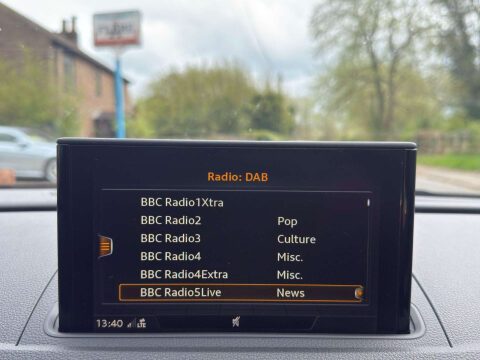 Radio: DAB
BBC Radio1Xtra
BBC Radio2 Pop
BBC Radio3 Culture
BBC Radio4 Misc.
BBC Radio4Extra Misc.
BBC Radio5Live News
13:40 LTE